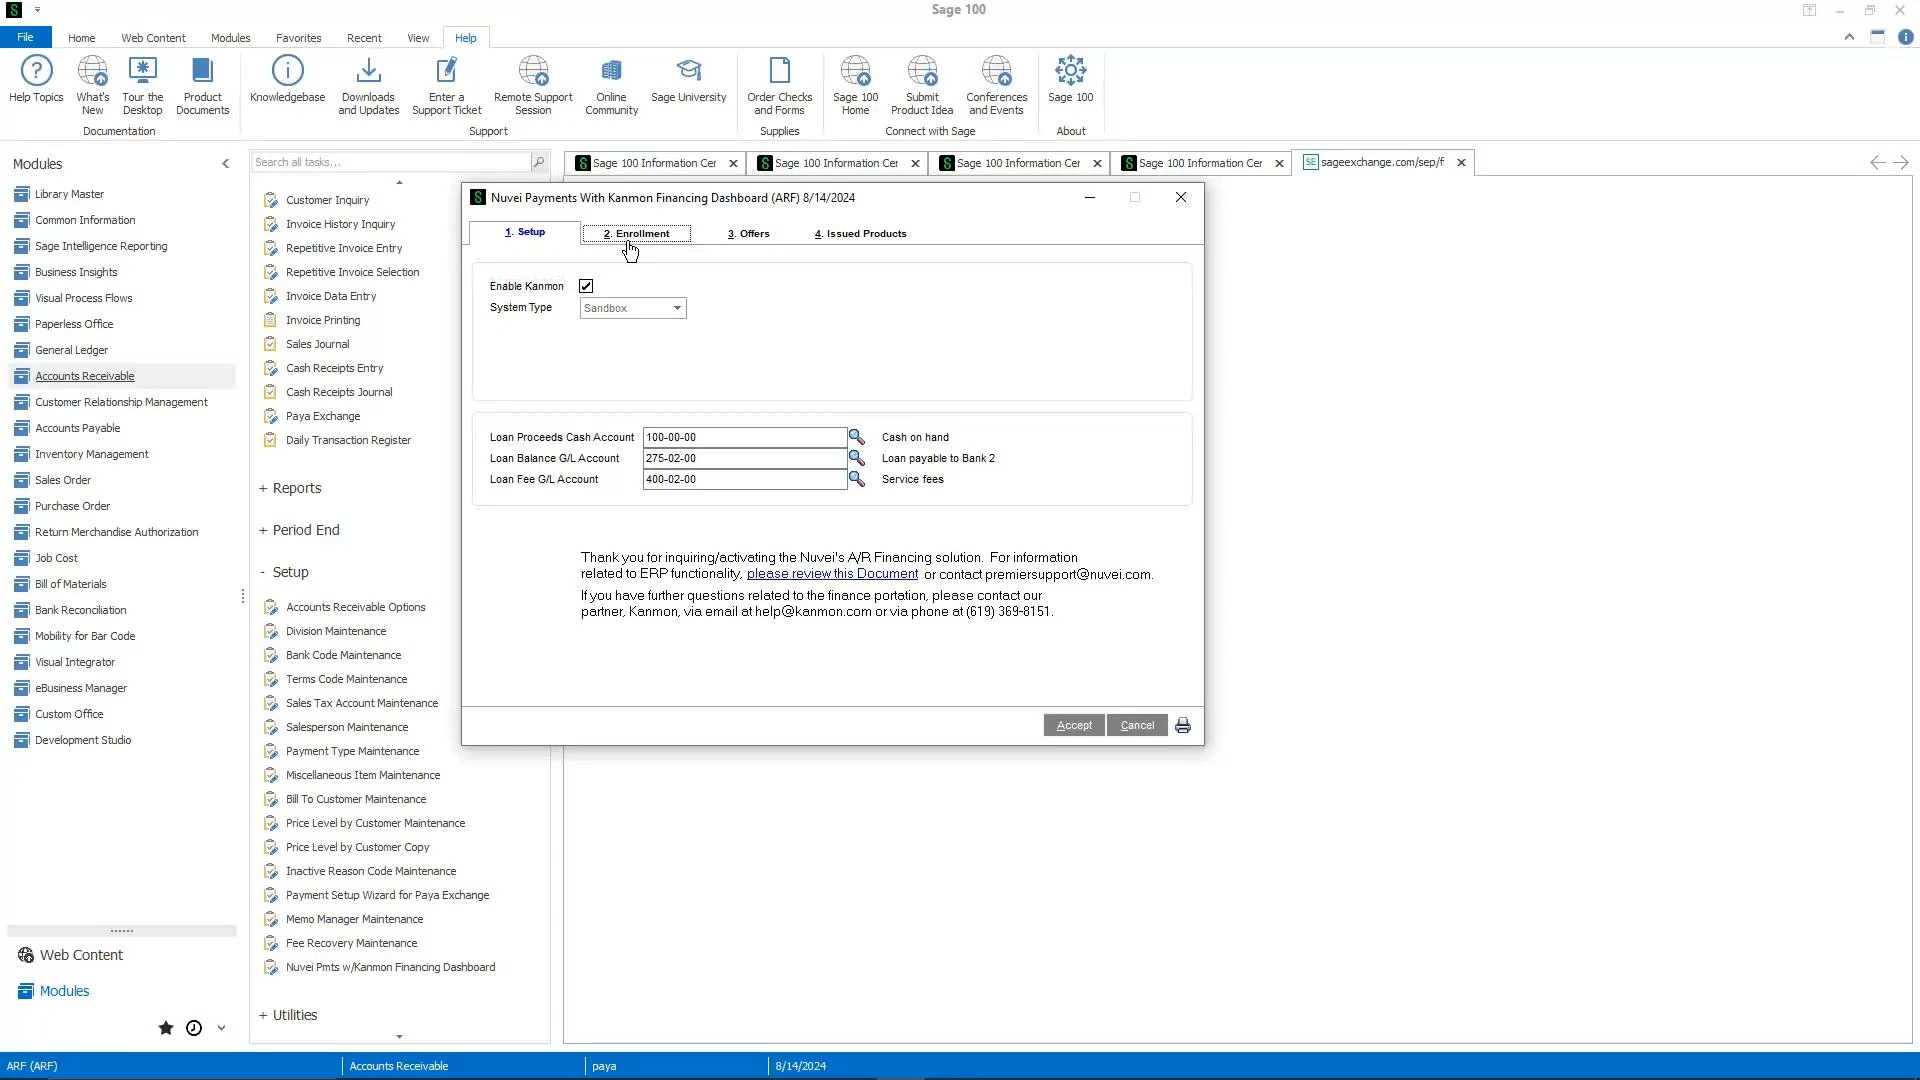 Sage 100
File
Home
Web Content
Modules
Favorites
Recent
View
Help
Help Topics
What's New
Tour the Desktop
Product Documents
Documentation
Knowledgebase
Downloads and Updates
Enter a Support Ticket
Remote Support Session
Online Community
Sage University
Support
Order Checks and Forms
Supplies
Sage 100 Home
Submit Product Idea
Conferences and Events
Connect with Sage
Sage 100
About
Modules
Library Master
Common Information
Sage Intelligence Reporting
Business Insights
Visual Process Flows
Paperless Office
General Ledger
Accounts Receivable
Customer Relationship Management
Accounts Payable
Inventory Management
Sales Order
Purchase Order
Return Merchandise Authorization
Job Cost
Bill of Materials
Bank Reconciliation
Mobility for Bar Code
Visual Integrator
eBusiness Manager
Custom Office
Development Studio
Web Content
Modules
Search all tasks...
Customer Inquiry
Invoice History Inquiry
Repetitive Invoice Entry
Repetitive Invoice Selection
Invoice Data Entry
Invoice Printing
Sales Journal
Cash Receipts Entry
Cash Receipts Journal
Paya Exchange
Daily Transaction Register
+ Reports
+ Period End
- Setup
Accounts Receivable Options
Division Maintenance
Bank Code Maintenance
Terms Code Maintenance
Sales Tax Account Maintenance
Salesperson Maintenance
Payment Type Maintenance
Miscellaneous Item Maintenance
Bill To Customer Maintenance
Price Level by Customer Maintenance
Price Level by Customer Copy
Inactive Reason Code Maintenance
Payment Setup Wizard for Paya Exchange
Memo Manager Maintenance
Fee Recovery Maintenance
Nuvei Pmts w/Kanmon Financing Dashboard
+ Utilities
Sage 100 Information Cer
Sage 100 Information Cer
Sage 100 Information Cer
Sage 100 Information Cer
SE sageexchange.com/sep/f
Nuvei Payments With Kanmon Financing Dashboard (ARF) 8/14/2024
1. Setup
2. Enrollment
3. Offers
4. Issued Products
Enable Kanmon
System Type Sandbox
Loan Proceeds Cash Account 100-00-00 Cash on hand
Loan Balance G/L Account 275-02-00 Loan payable to Bank 2
Loan Fee G/L Account 400-02-00 Service fees
Thank you for inquiring/activating the Nuvei's A/R Financing solution. For information
related to ERP functionality, please review this Document or contact premiersupport@nuvei.com.
If you have further questions related to the finance portation, please contact our
partner, Kanmon, via email at help@kanmon.com or via phone at (619) 369-8151.
Accept
Cancel
ARF (ARF)
Accounts Receivable
paya
8/14/2024